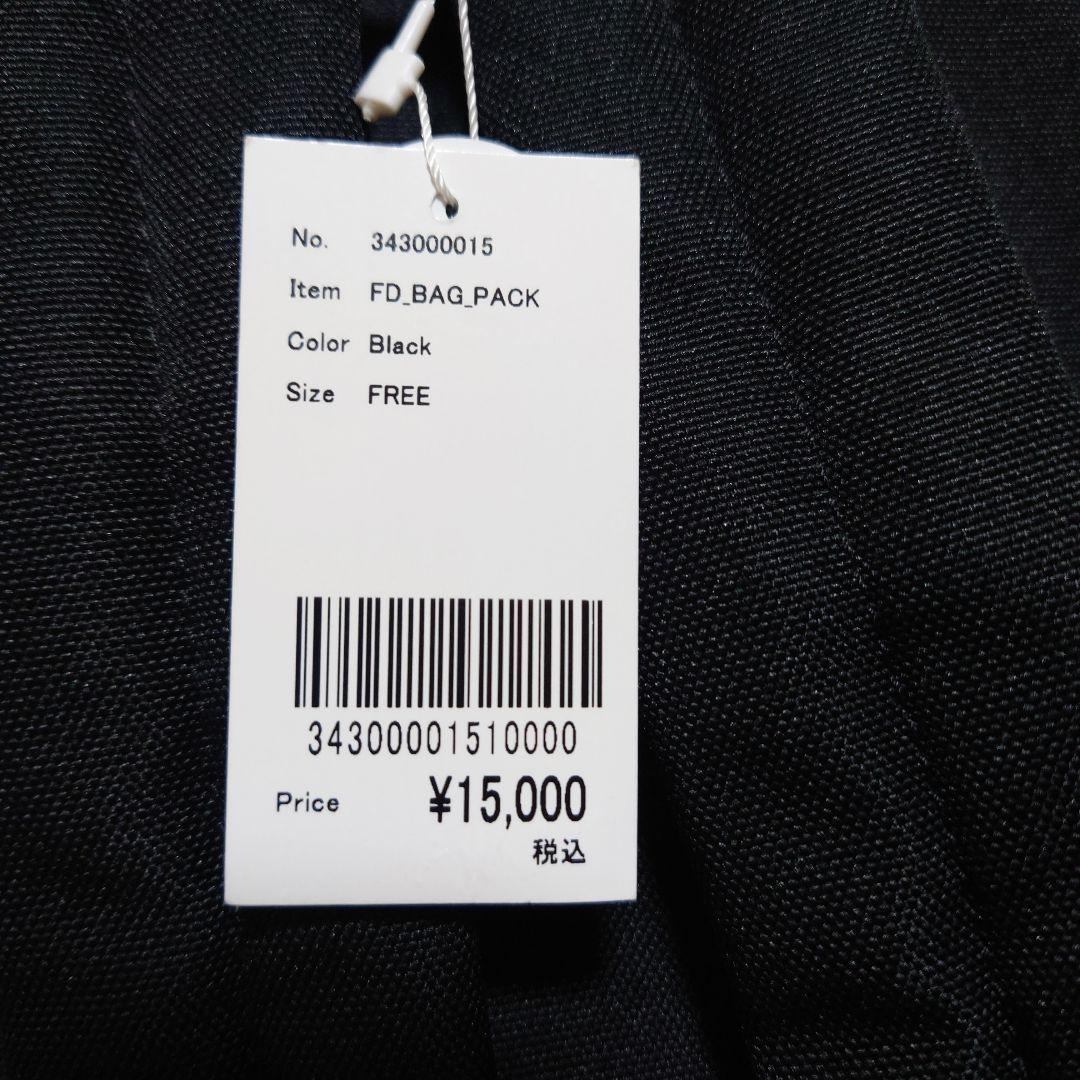 No. 343000015
Item FD_BAG_PACK
Color Black
Size FREE
34300001510000
Price ¥15,000
税込